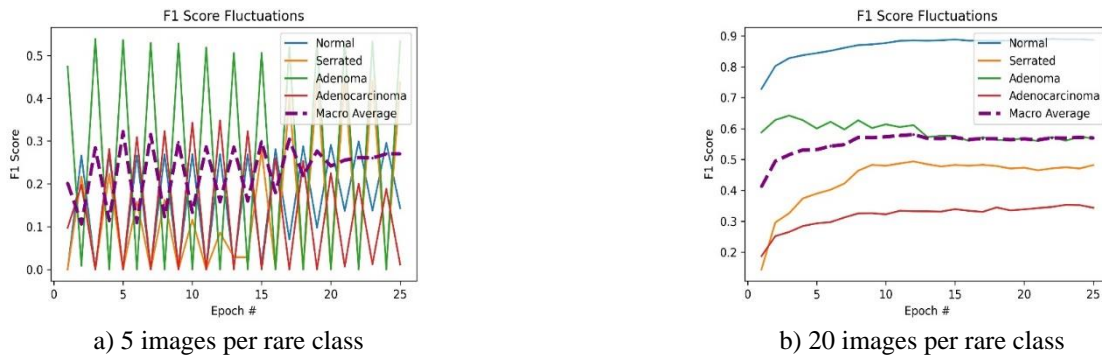 F1 Score Fluctuations
0.5
0.4
0.3
0.2
0.1
0.0
F1 Score
Normal
Serrated
Adenoma
Adenocarcinoma
Macro Average
0 5 10 15 20 25
Epoch #
a) 5 images per rare class
F1 Score Fluctuations
0.9
0.8
0.7
0.6
0.5
0.4
0.3
0.2
F1 Score
Normal
Serrated
Adenoma
Adenocarcinoma
Macro Average
0 5 10 15 20 25
Epoch #
b) 20 images per rare class